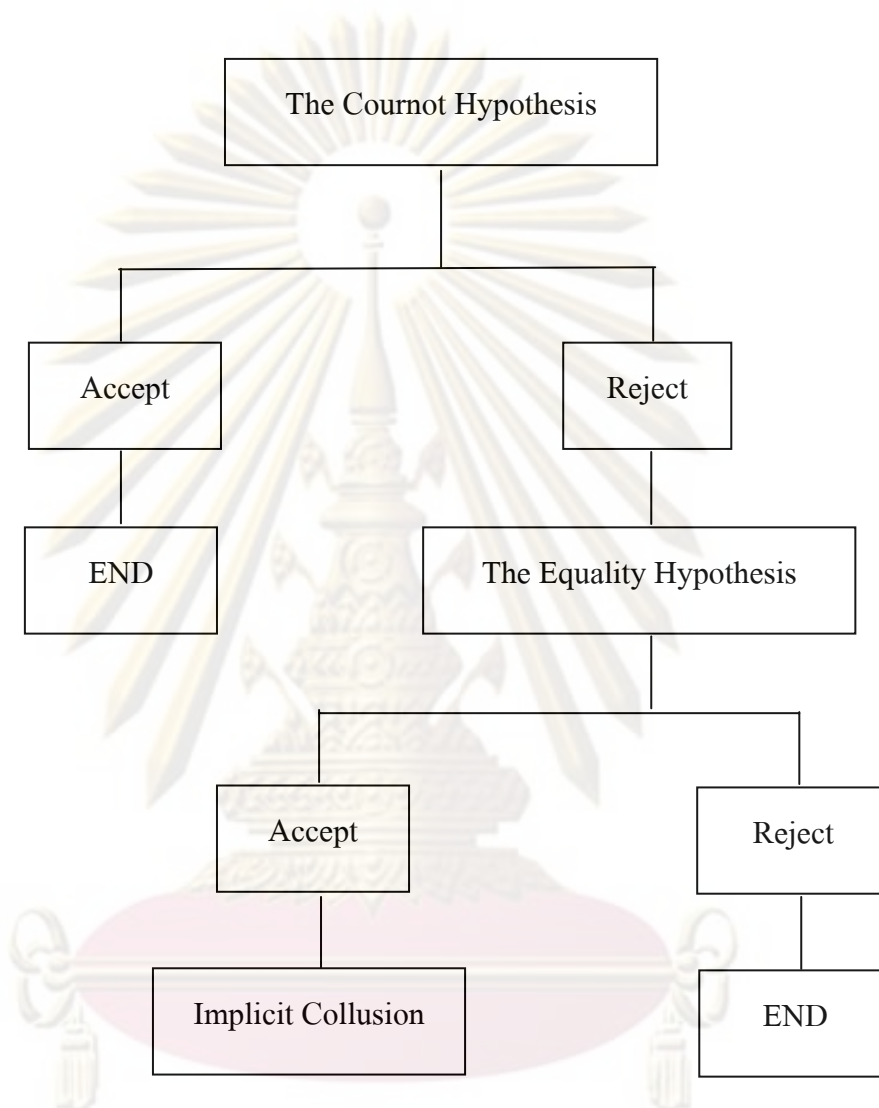 The Cournot Hypothesis
Accept
Reject
END
The Equality Hypothesis
Accept
Reject
Implicit Collusion
END